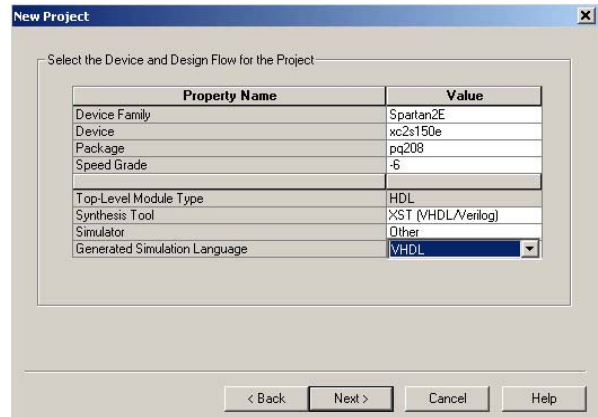 New Project
Select the Device and Design Flow for the Project
Property Name Value
Device Family Spartan2E
Device xc2s150e
Package pq208
Speed Grade -6
Top-Level Module Type HDL
Synthesis Tool XST (VHDL/Verilog)
Simulator Other
Generated Simulation Language VHDL
< Back Next > Cancel Help